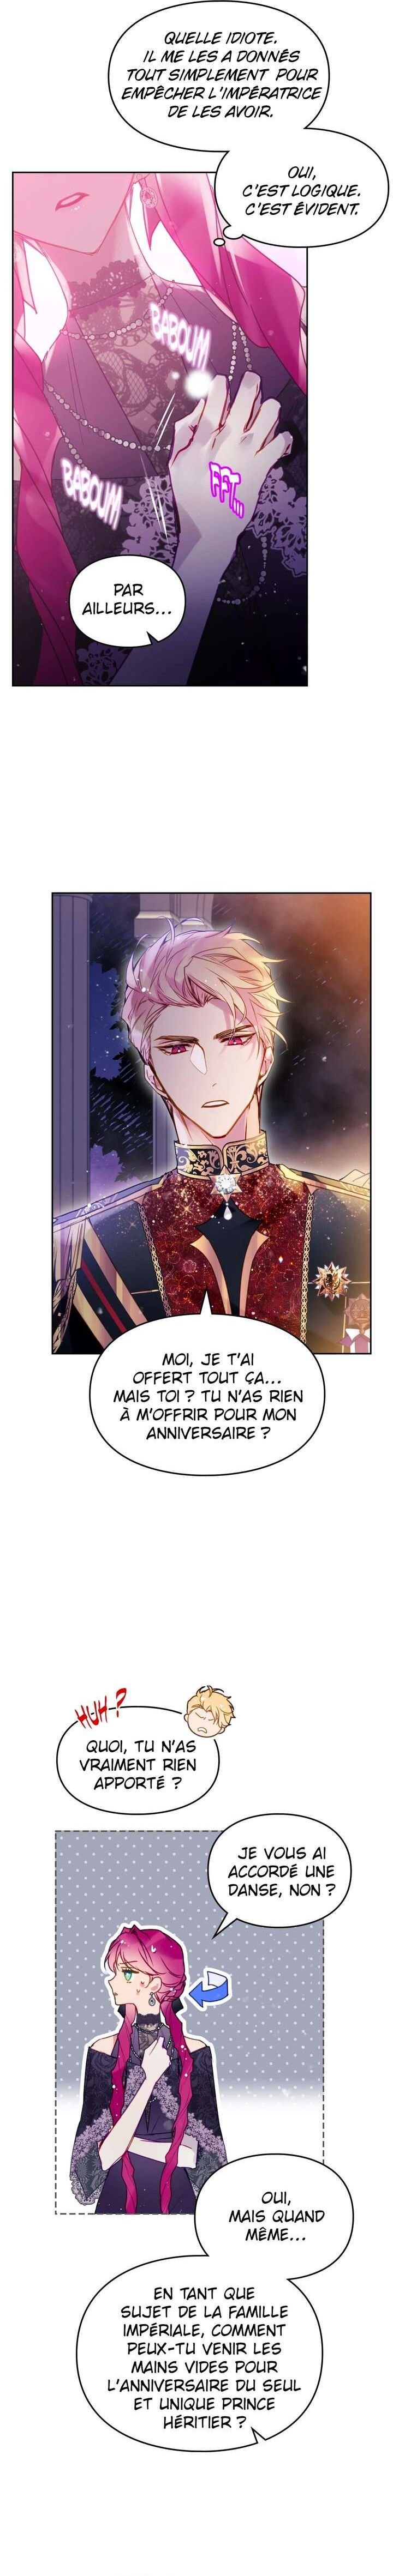 QUELLE IDIOTE.
IL ME LES A DONNÉS
TOUT SIMPLEMENT POUR
EMPÊCHER L'IMPÉRATRICE
DE LES AVOIR.
OUI,
C'EST LOGIQUE.
C'EST ÉVIDENT.
BABOUM
FFT...
BABOUM
PAR
AILLEURS...
MOI, JE T'AI
OFFERT TOUT ÇA...
MAIS TOI ? TU N'AS RIEN
À M'OFFRIR POUR MON
ANNIVERSAIRE ?
HUH ?
QUOI, TU N'AS
VRAIMENT RIEN
APPORTÉ ?
JE VOUS AI
ACCORDÉ UNE
DANSE, NON ?
OUI,
MAIS QUAND
MÊME...
EN TANT QUE
SUJET DE LA FAMILLE
IMPÉRIALE, COMMENT
PEUX-TU VENIR LES
MAINS VIDES POUR
L'ANNIVERSAIRE DU SEUL
ET UNIQUE PRINCE
HÉRITIER ?